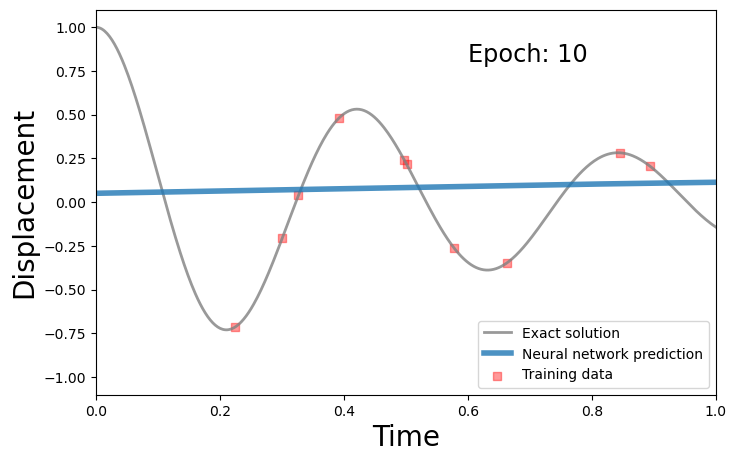 Epoch: 10
Displacement
1.00
0.75
0.50
0.25
0.00
−0.25
−0.50
−0.75
−1.00
Exact solution
Neural network prediction
Training data
0.0 0.2 0.4 0.6 0.8 1.0
Time